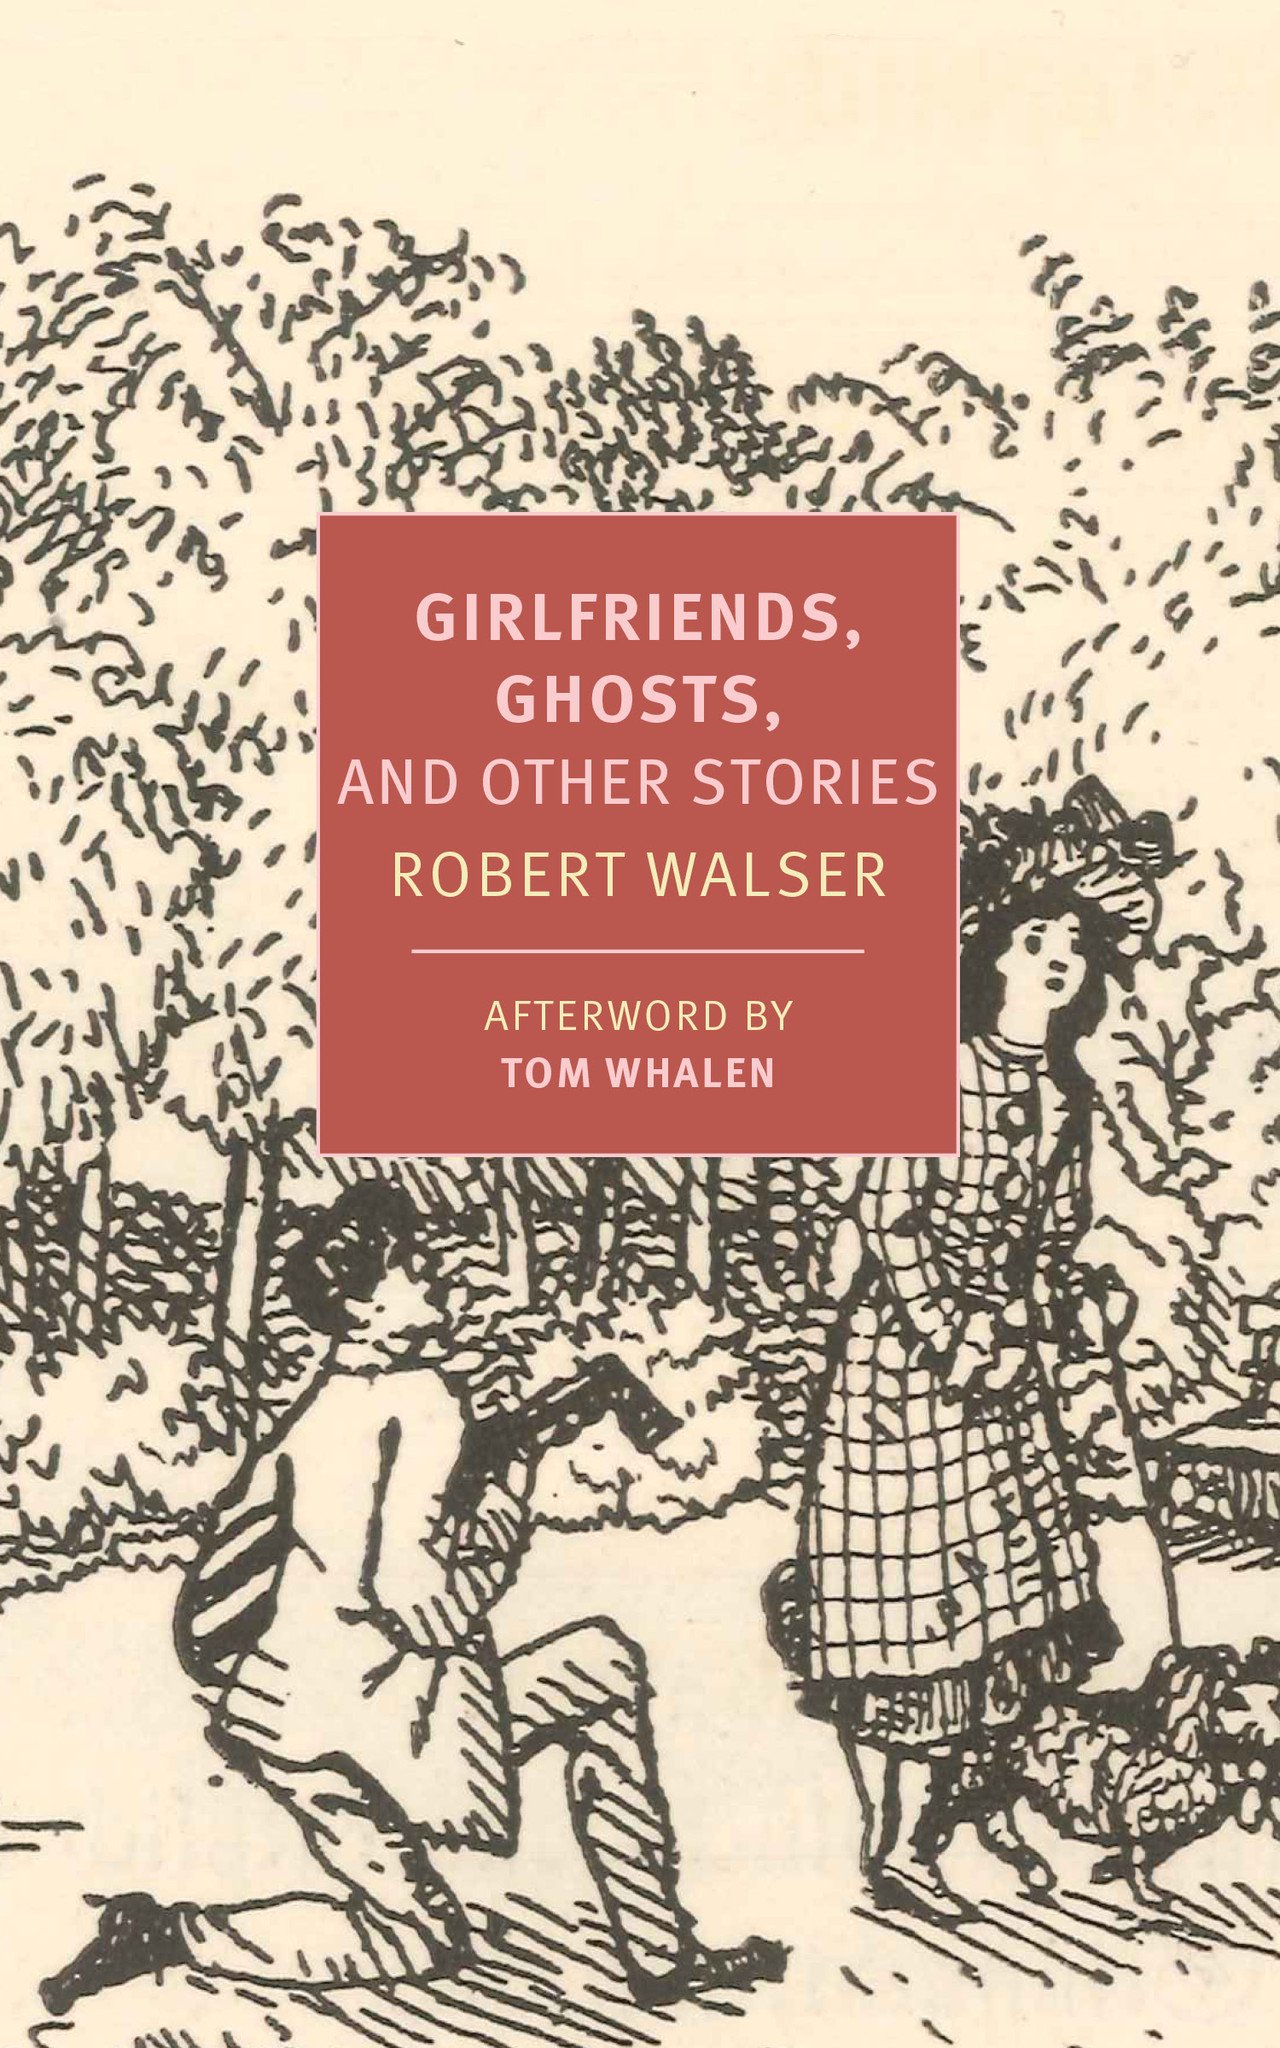 GIRLFRIENDS,
GHOSTS,
AND OTHER STORIES
ROBERT WALSER
AFTERWORD BY
TOM WHALEN